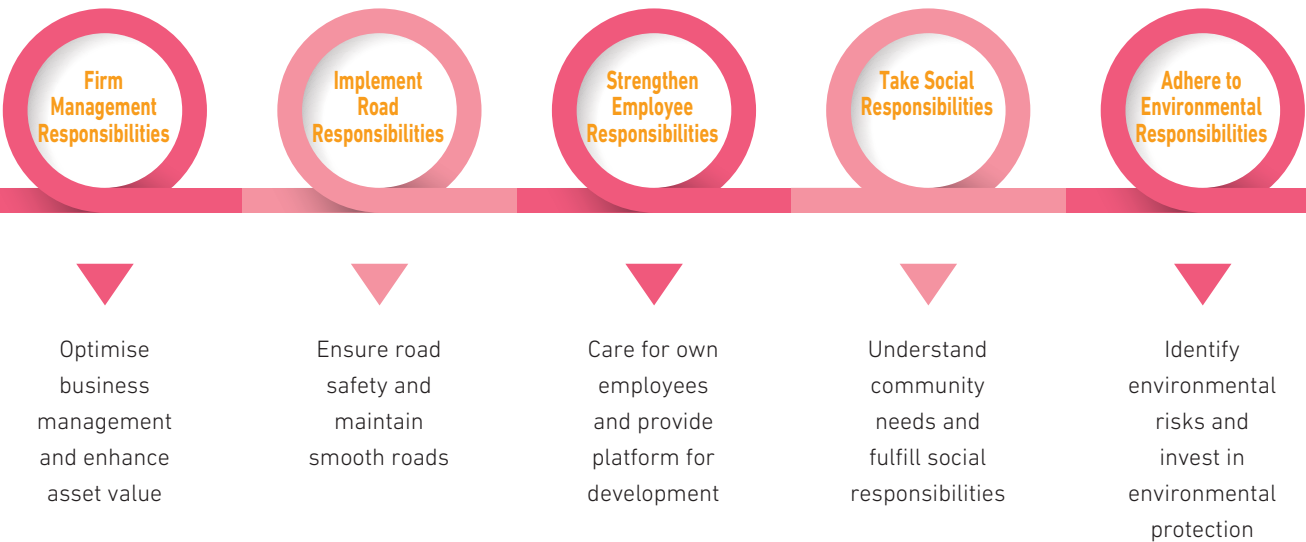 Firm
Management
Responsibilities
Implement
Road
Responsibilities
Strengthen
Employee
Responsibilities
Take Social
Responsibilities
Adhere to
Environmental
Responsibilities
Optimise
business
management
and enhance
asset value
Ensure road
safety and
maintain
smooth roads
Care for own
employees
and provide
platform for
development
Understand
community
needs and
fulfill social
responsibilities
Identify
environmental
risks and
invest in
environmental
protection